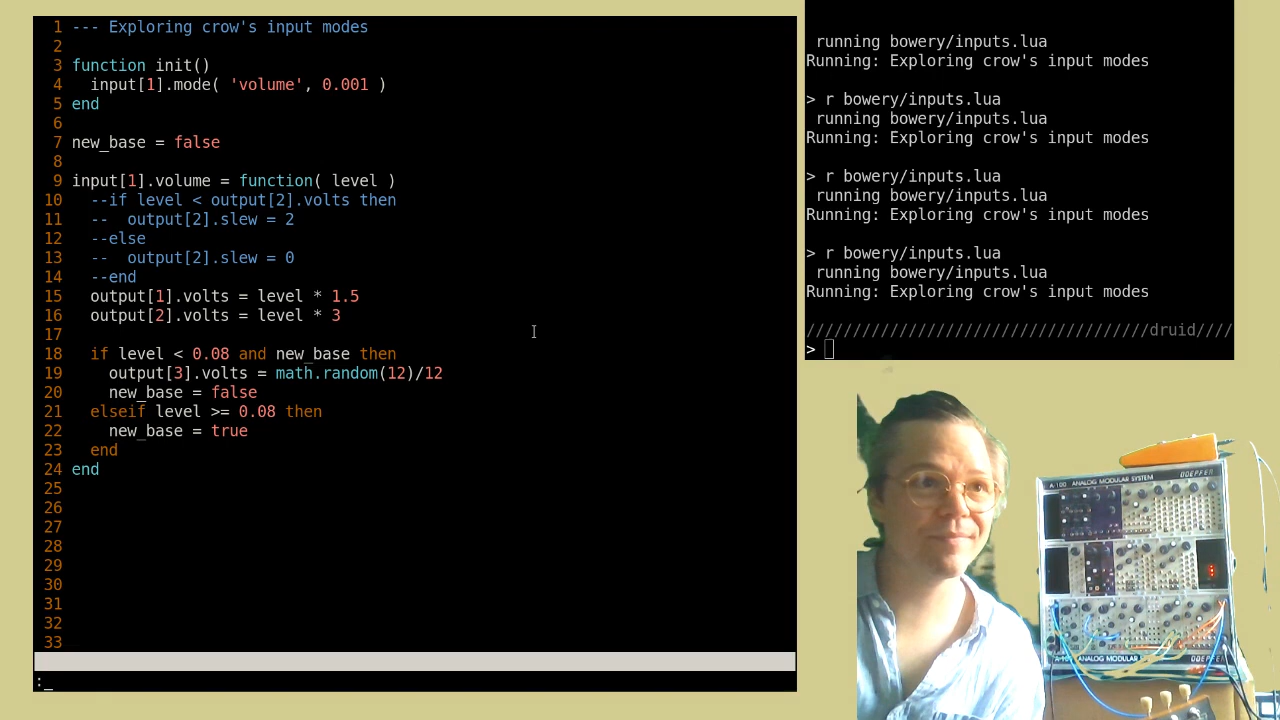 1 --- Exploring crow's input modes
2
3 function init()
4   input[1].mode( 'volume', 0.001 )
5 end
6
7 new_base = false
8
9 input[1].volume = function( level )
10   --if level < output[2].volts then
11   --  output[2].slew = 2
12   --else
13   --  output[2].slew = 0
14   --end
15   output[1].volts = level * 1.5
16   output[2].volts = level * 3
17
18   if level < 0.08 and new_base then
19     output[3].volts = math.random(12)/12
20     new_base = false
21   elseif level >= 0.08 then
22     new_base = true
23   end
24 end
25
26
27
28
29
30
31
32
33
:_
running bowery/inputs.lua
Running: Exploring crow's input modes
> r bowery/inputs.lua
running bowery/inputs.lua
Running: Exploring crow's input modes
> r bowery/inputs.lua
running bowery/inputs.lua
Running: Exploring crow's input modes
> r bowery/inputs.lua
running bowery/inputs.lua
Running: Exploring crow's input modes
/////////////////////////////////////druid////
>
A-100 ANALOG MODULAR SYSTEM DOEPFER
ANALOG MODULAR SYSTEM DOEPFER